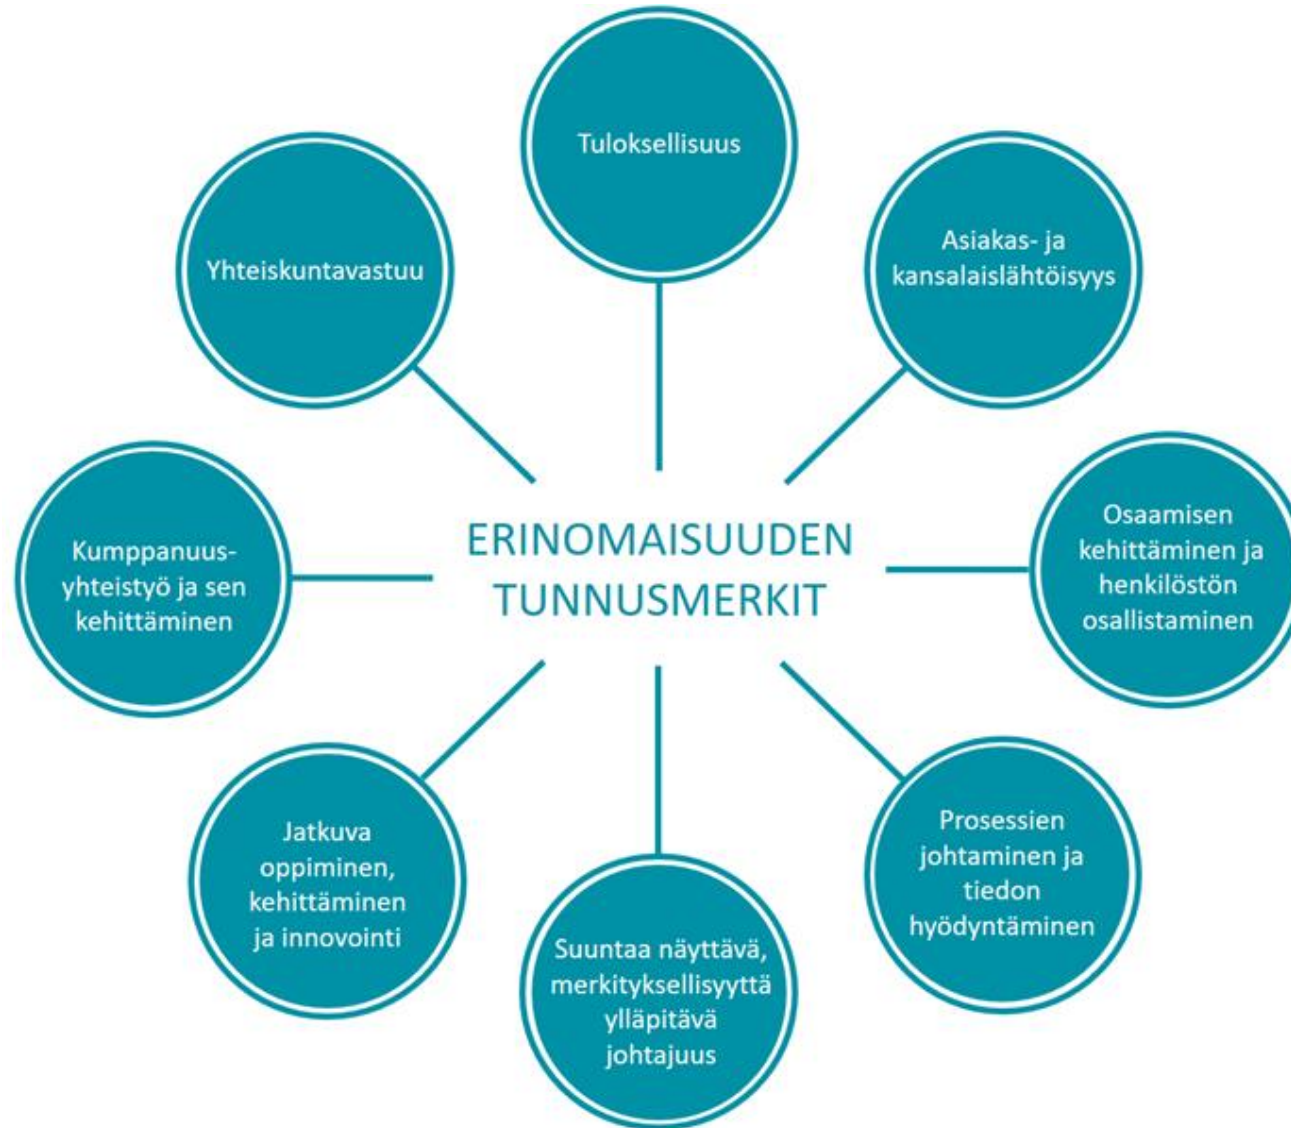 Tuloksellisuus
Asiakas- ja
kansalaislähtöisyys
Osaamisen
kehittäminen ja
henkilöstön
osallistaminen
Prosessien
johtaminen ja
tiedon
hyödyntäminen
Suuntaa näyttävä,
merkityksellisyyttä
ylläpitävä
johtajuus
Jatkuva
oppiminen,
kehittäminen
ja innovointi
Kumppanuus-
yhteistyö ja sen
kehittäminen
Yhteiskuntavastuu
ERINOMAISUUDEN
TUNNUSMERKIT